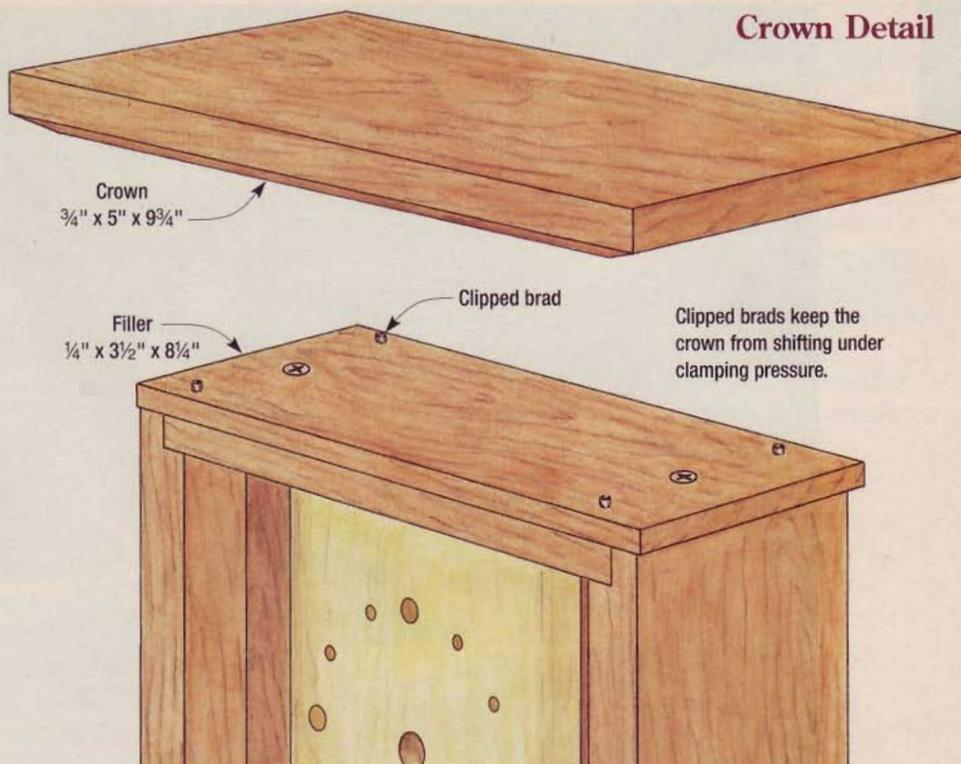 Crown Detail
Crown
¾" x 5" x 9¾"
Clipped brad
Filler
¼" x 3½" x 8¼"
Clipped brads keep the
crown from shifting under
clamping pressure.